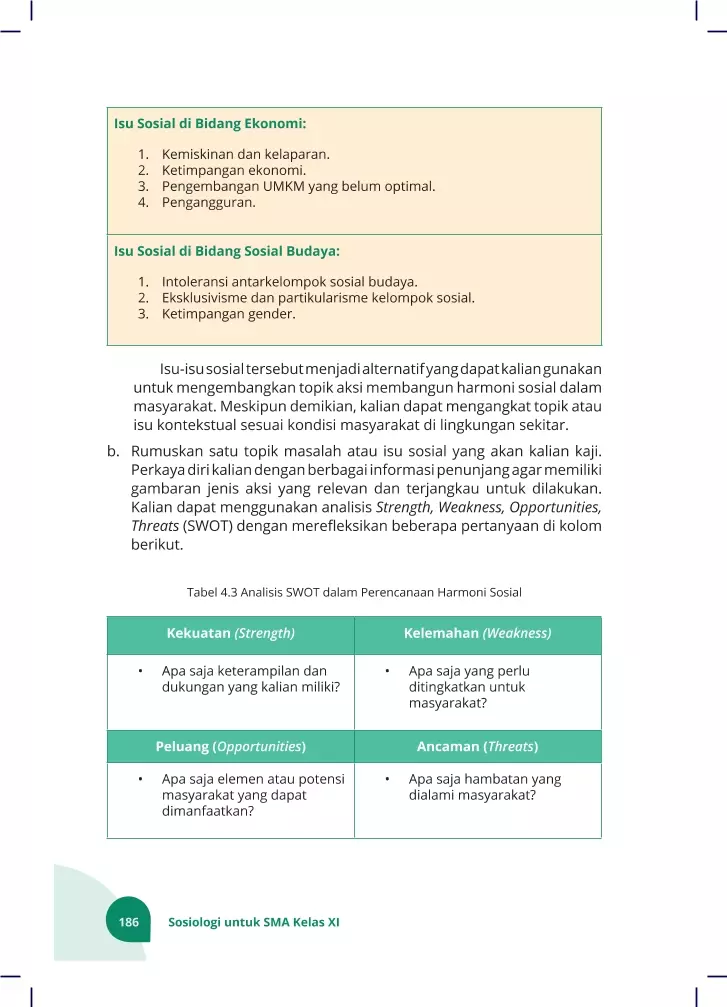 Isu Sosial di Bidang Ekonomi:
1. Kemiskinan dan kelaparan.
2. Ketimpangan ekonomi.
3. Pengembangan UMKM yang belum optimal.
4. Pengangguran.
Isu Sosial di Bidang Sosial Budaya:
1. Intoleransi antarkelompok sosial budaya.
2. Eksklusivisme dan partikularisme kelompok sosial.
3. Ketimpangan gender.
Isu-isu sosial tersebut menjadi alternatif yang dapat kalian gunakan
untuk mengembangkan topik aksi membangun harmoni sosial dalam
masyarakat. Meskipun demikian, kalian dapat mengangkat topik atau
isu kontekstual sesuai kondisi masyarakat di lingkungan sekitar.
b. Rumuskan satu topik masalah atau isu sosial yang akan kalian kaji.
Perkaya diri kalian dengan berbagai informasi penunjang agar memiliki
gambaran jenis aksi yang relevan dan terjangkau untuk dilakukan.
Kalian dapat menggunakan analisis Strength, Weakness, Opportunities,
Threats (SWOT) dengan merefleksikan beberapa pertanyaan di kolom
berikut.
Tabel 4.3 Analisis SWOT dalam Perencanaan Harmoni Sosial
Kekuatan (Strength)
Kelemahan (Weakness)
• Apa saja keterampilan dan
dukungan yang kalian miliki?
• Apa saja yang perlu
ditingkatkan untuk
masyarakat?
Peluang (Opportunities)
Ancaman (Threats)
• Apa saja elemen atau potensi
masyarakat yang dapat
dimanfaatkan?
• Apa saja hambatan yang
dialami masyarakat?
186
Sosiologi untuk SMA Kelas XI